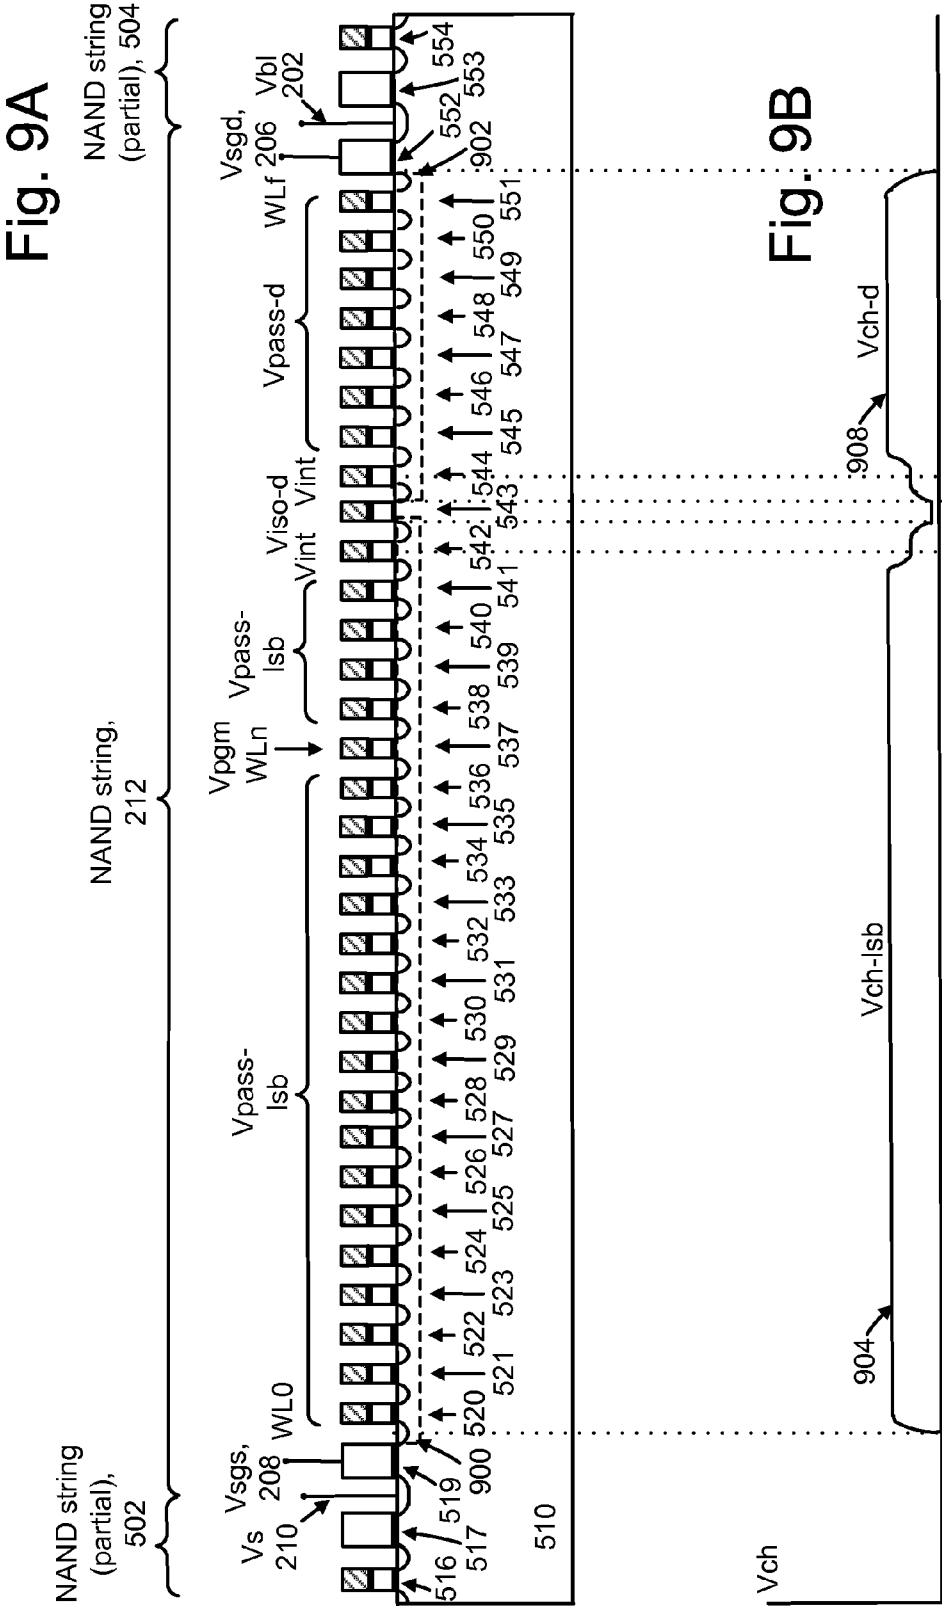 Fig. 9A
NAND string
(partial),
502
NAND string,
212
NAND string
(partial), 504
Vs
210
Vsgs,
208
WL0
Vpass-
lsb
Vpgm
WLn
Vpass-
lsb
Vint
Viso-d
Vint
Vpass-d
WLf
Vsgd,
206
Vbl
202
516
517
519
900
520
521
522
523
524
525
526
527
528
529
530
531
532
533
534
535
536
537
538
539
540
541
542
543
544
545
546
547
548
549
550
551
902
552
553
554
510
Fig. 9B
Vch
904
Vch-lsb
908
Vch-d